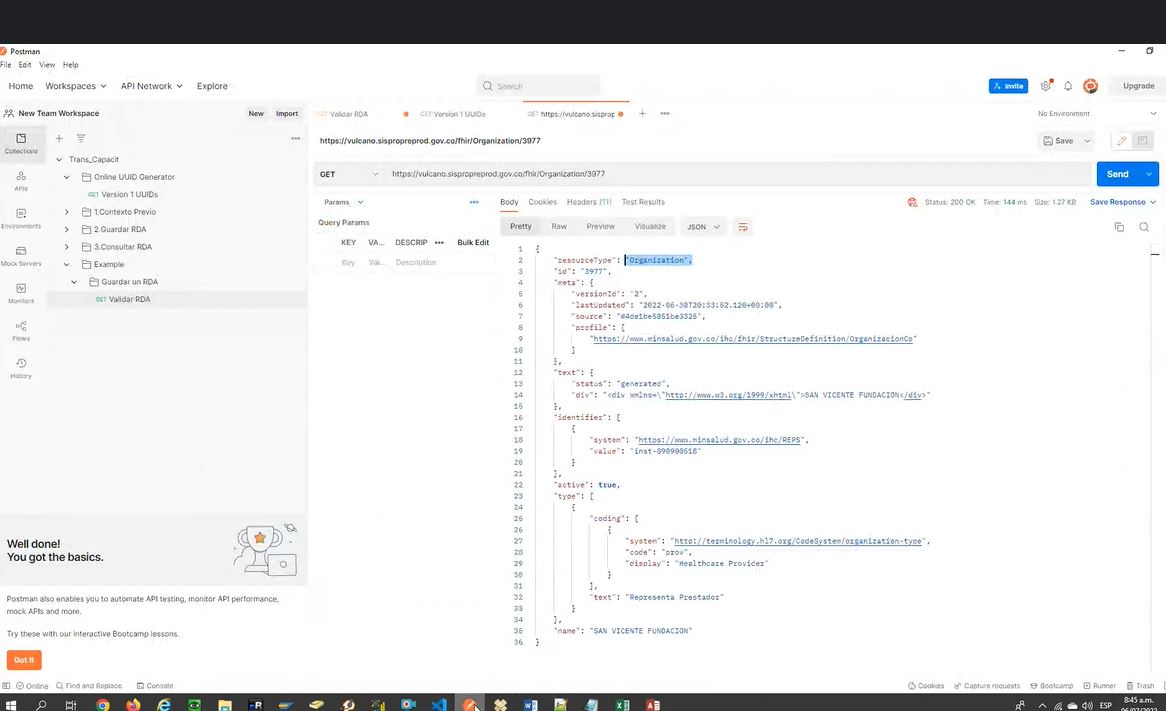 Postman
File Edit View Help
Home Workspaces API Network Explore Search Invite Upgrade
New Team Workspace New Import Validar RDA GET Version 1 UUIDs GET https://vulcano.sisprop No Environment
https://vulcano.sispropreprod.gov.co/fhir/Organization/3977 Save
Collections
Trans_Capacit
Online UUID Generator
GET https://vulcano.sispropreprod.gov.co/fhir/Organization/3977 Send
APIs
GET Version 1 UUIDs
Params Body Cookies Headers (11) Test Results Status: 200 OK Time: 144 ms Size: 1.27 KB Save Response
1.Contexto Previo
Environments
Query Params Pretty Raw Preview Visualize JSON
2.Guardar RDA
KEY VA... DESCRIP Bulk Edit
3.Consultar RDA
Mock Servers
Key Vai... Description
Example
Guardar un RDA
Monitors
GET Validar RDA
Flows
History
1 {
2 "resourceType": "Organization",
3 "id": "3977",
4 "meta": {
5 "versionId": "2",
6 "lastUpdated": "2022-06-30T20:33:52.120+00:00",
7 "source": "#4de1be5851be3325",
8 "profile": [
9 "https://www.minsalud.gov.co/ihc/fhir/StructureDefinition/OrganizacionCo"
10 ]
11 },
12 "text": {
13 "status": "generated",
14 "div": "<div xmlns=\"http://www.w3.org/1999/xhtml\">SAN VICENTE FUNDACION</div>"
15 },
16 "identifier": [
17 {
18 "system": "https://www.minsalud.gov.co/ihc/REPS",
19 "value": "inst-890900518"
20 }
21 ],
22 "active": true,
23 "type": [
24 {
25 "coding": [
26 {
27 "system": "http://terminology.hl7.org/CodeSystem/organization-type",
28 "code": "prov",
29 "display": "Healthcare Provider"
30 }
31 ],
32 "text": "Representa Prestador"
33 }
34 ],
35 "name": "SAN VICENTE FUNDACION"
36 }
Well done!
You got the basics.
Postman also enables you to automate API testing, monitor API performance,
mock APIs and more.
Try these with our interactive Bootcamp lessons.
Got It
Online Find and Replace Console Cookies Capture requests Bootcamp Runner Trash
ESP 8:45 a.m.
06/07/2022